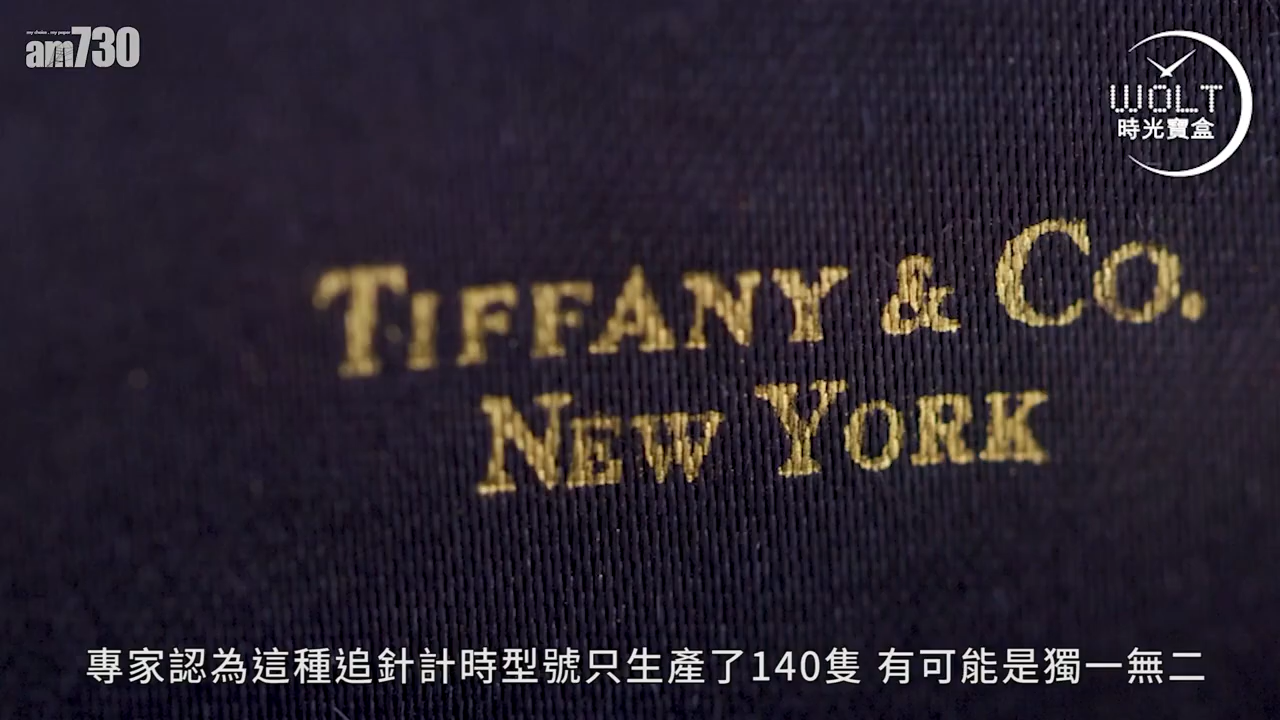 am730
WOLT
時光寶盒
TIFFANY & CO.
NEW YORK
專家認為這種追針計時型號只生產了140隻 有可能是獨一無二